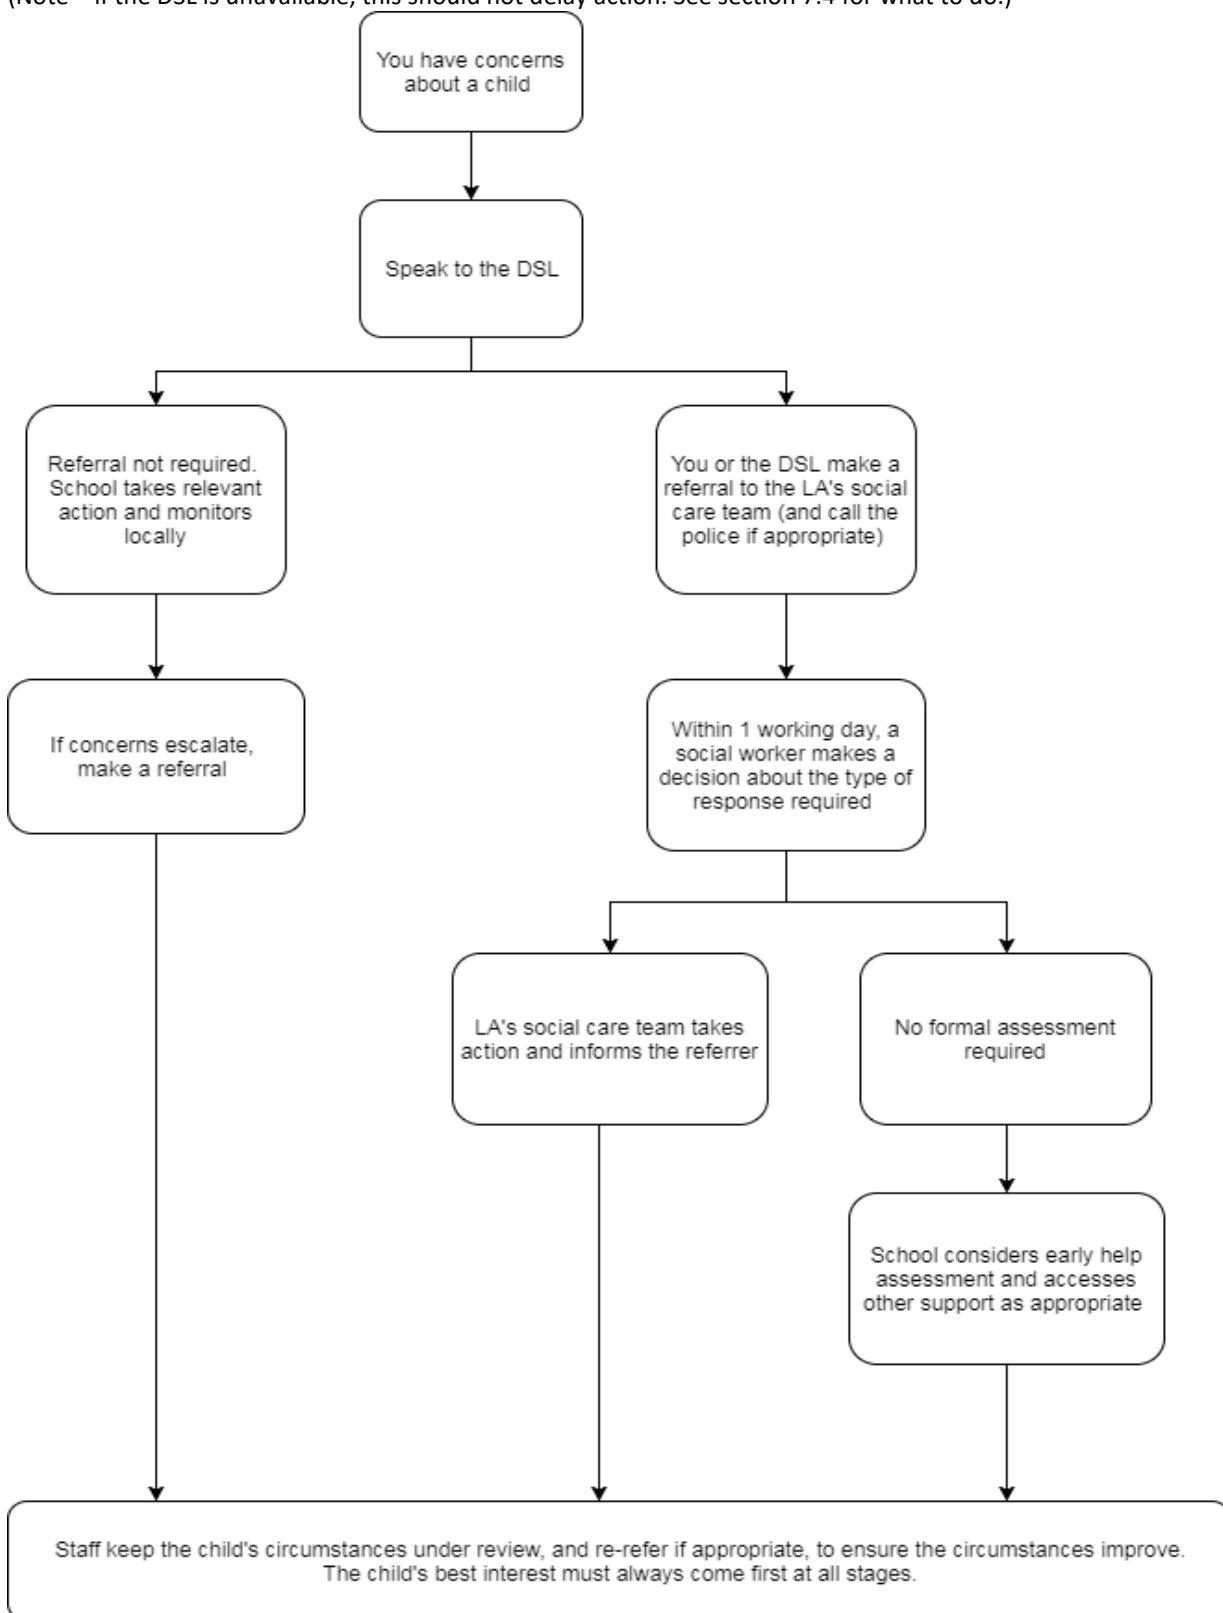 (Note – if the DSL is unavailable, this should not delay action. See section 7.4 for what to do.)
You have concerns
about a child
Speak to the DSL
Referral not required.
School takes relevant
action and monitors
locally
You or the DSL make a
referral to the LA's social
care team (and call the
police if appropriate)
If concerns escalate,
make a referral
Within 1 working day, a
social worker makes a
decision about the type of
response required
LA's social care team takes
action and informs the referrer
No formal assessment
required
School considers early help
assessment and accesses
other support as appropriate
Staff keep the child's circumstances under review, and re-refer if appropriate, to ensure the circumstances improve.
The child's best interest must always come first at all stages.